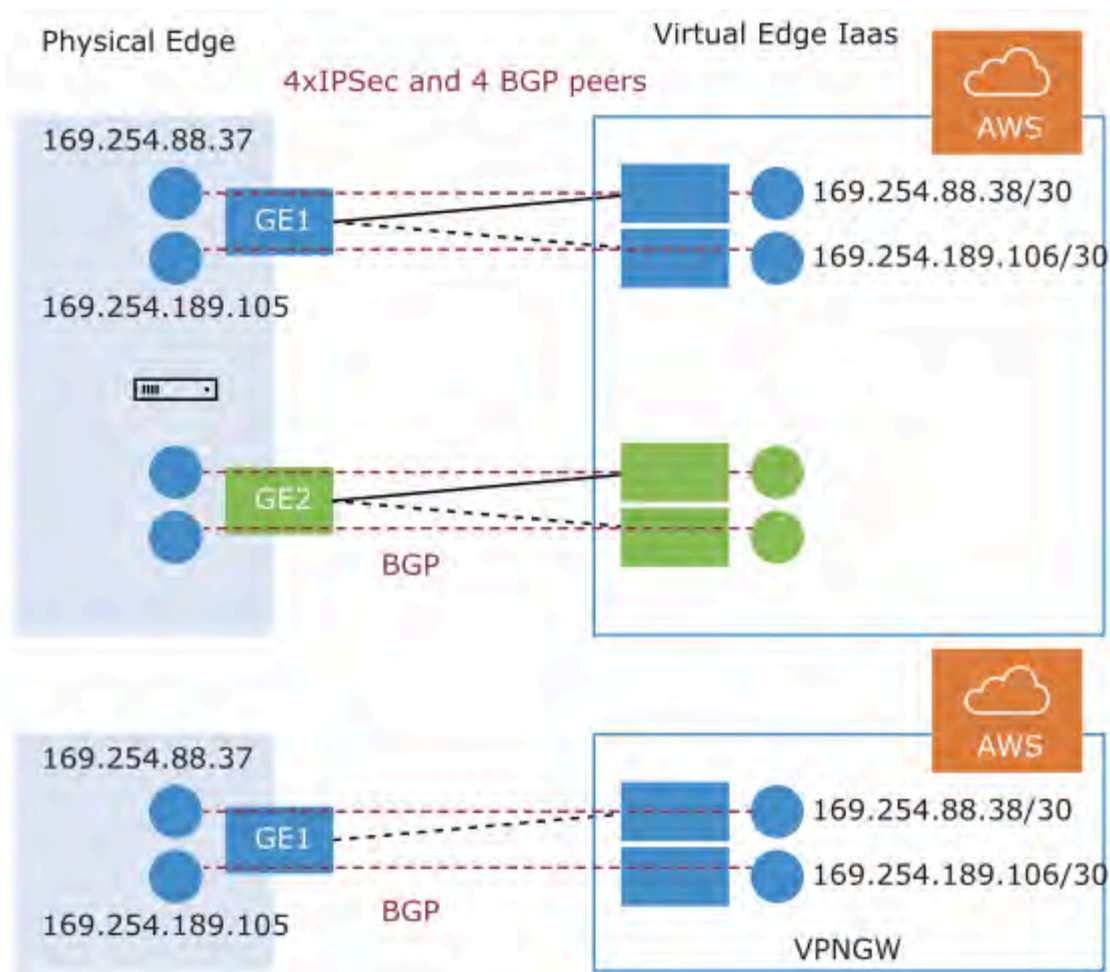 Physical Edge
Virtual Edge Iaas
4xIPSec and 4 BGP peers
AWS
169.254.88.37
169.254.88.38/30
GE1
169.254.189.106/30
169.254.189.105
GE2
BGP
AWS
169.254.88.37
169.254.88.38/30
GE1
169.254.189.106/30
BGP
169.254.189.105
VPNGW